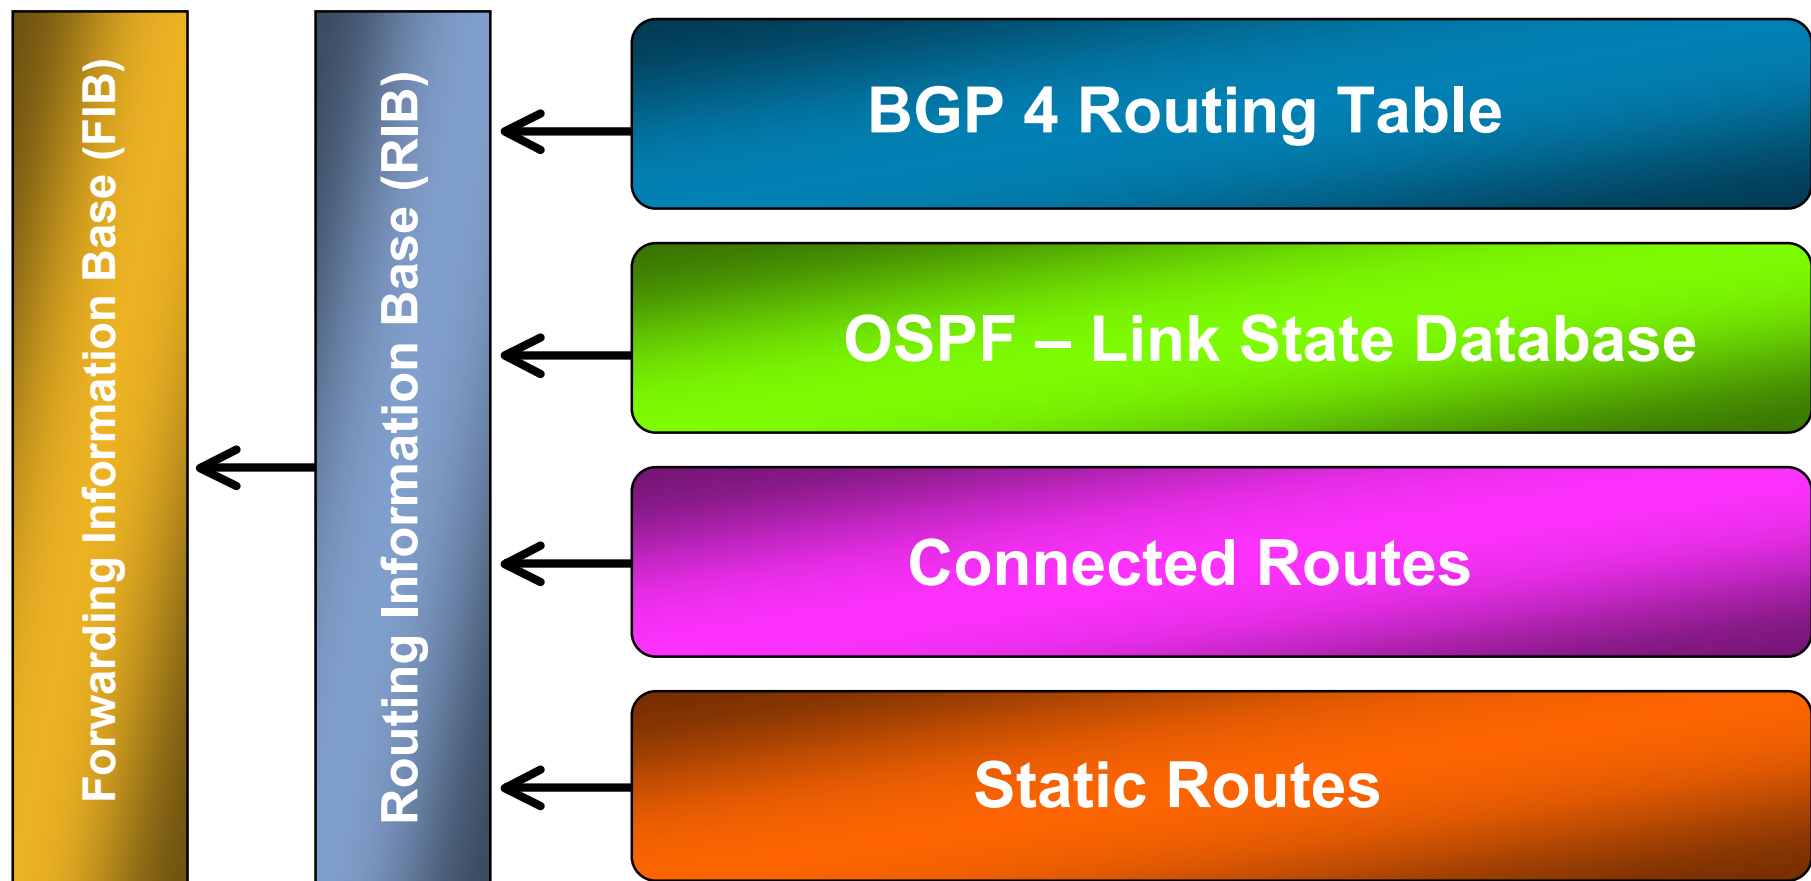 Forwarding Information Base (FIB)
Routing Information Base (RIB)
BGP 4 Routing Table
OSPF – Link State Database
Connected Routes
Static Routes